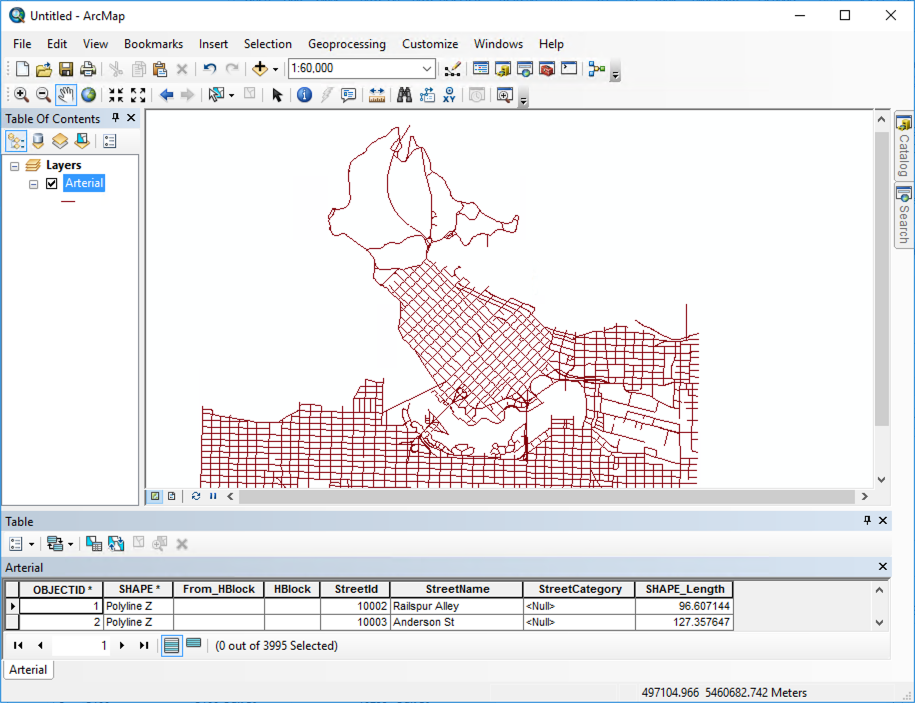 Untitled - ArcMap
File Edit View Bookmarks Insert Selection Geoprocessing Customize Windows Help
1:60,000
XY
Table Of Contents
Layers
Arterial
Catalog
Search
Table
Arterial
OBJECTID * SHAPE * From_HBlock HBlock StreetId StreetName StreetCategory SHAPE_Length
1 Polyline Z 10002 Railspur Alley <Null> 96.607144
2 Polyline Z 10003 Anderson St <Null> 127.357647
1 (0 out of 3995 Selected)
Arterial
497104.966 5460682.742 Meters